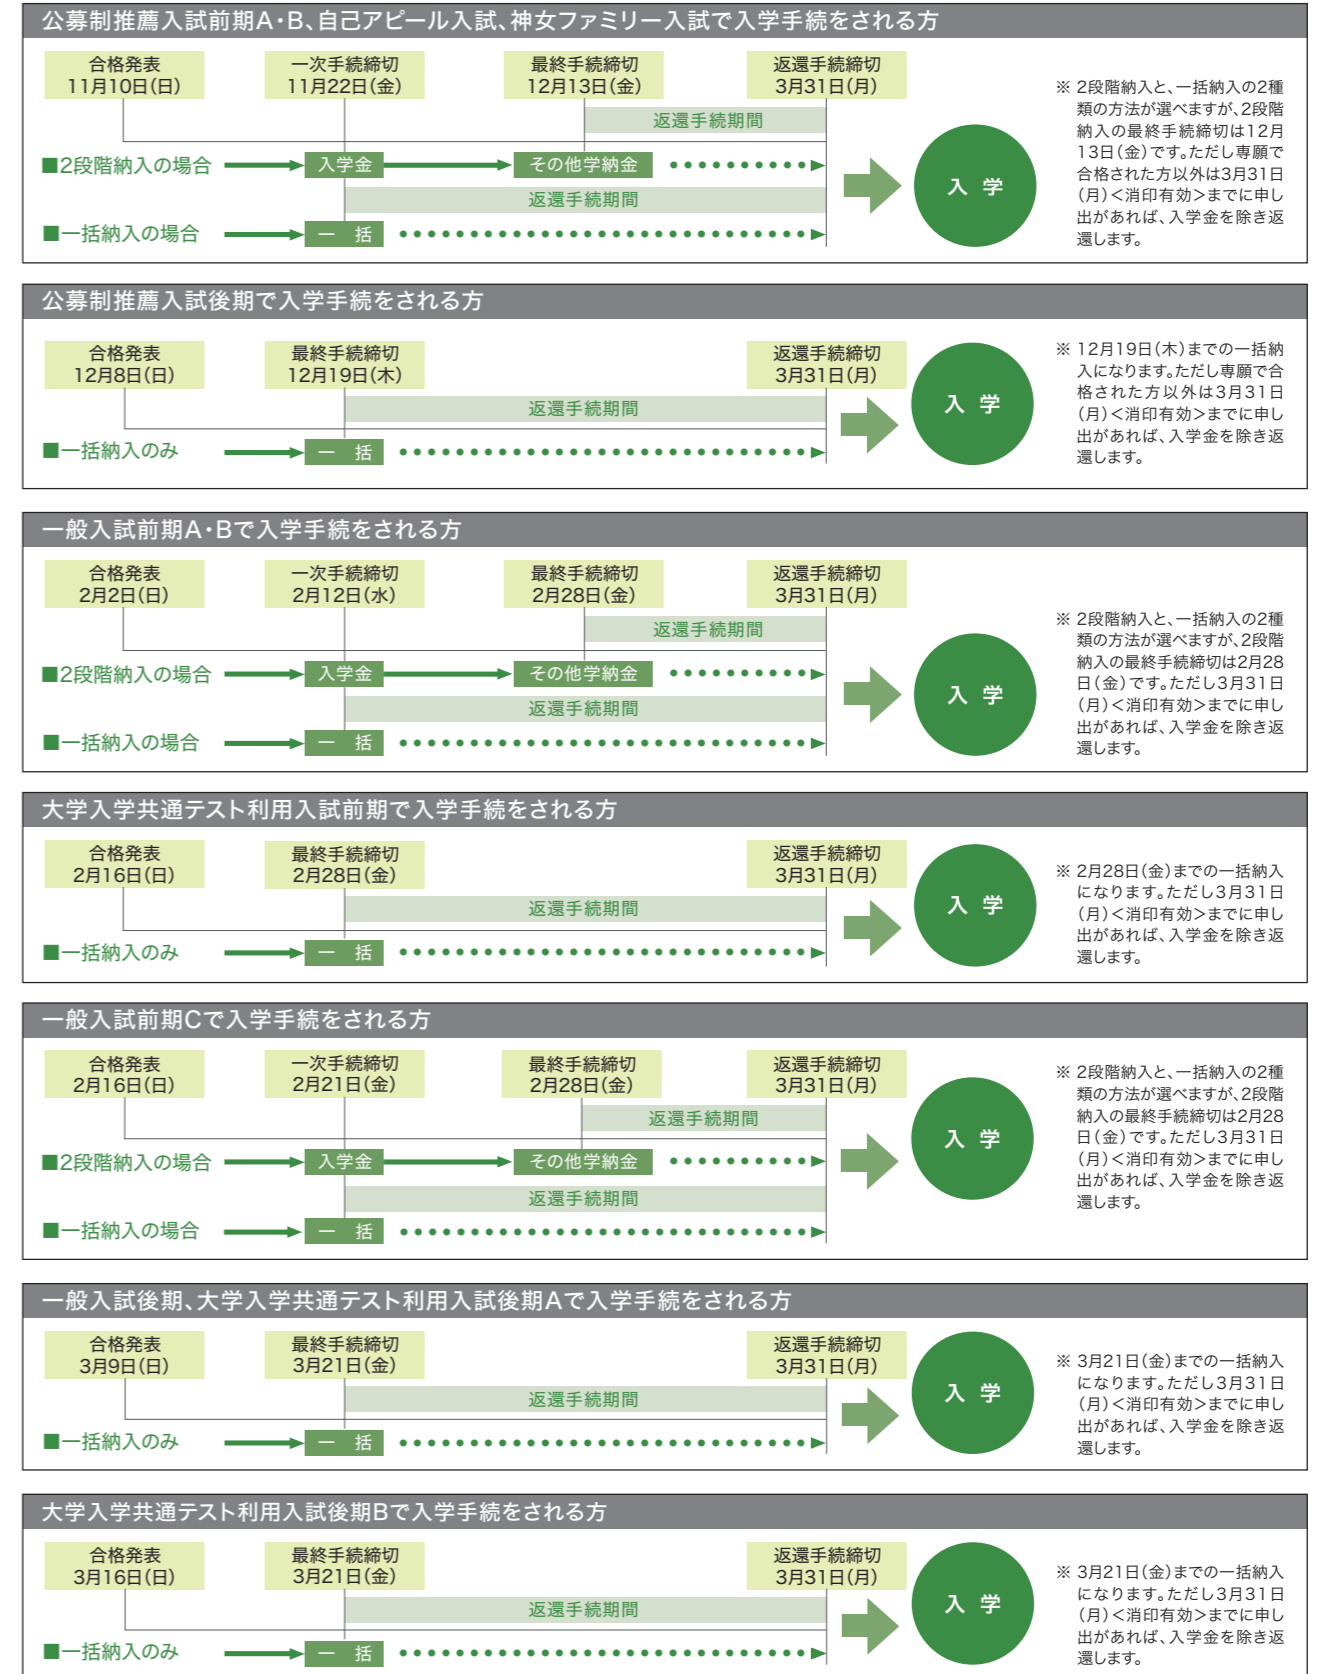 公募制推薦入試前期A・B、自己アピール入試、神女ファミリー入試で入学手続をされる方
合格発表
11月10日(日)
一次手続締切
11月22日(金)
最終手続締切
12月13日(金)
返還手続締切
3月31日(月)
返還手続期間
■2段階納入の場合
入学金
その他学納金
返還手続期間
■一括納入の場合
一 括
入 学
※ 2段階納入と、一括納入の2種
類の方法が選べますが、2段階
納入の最終手続締切は12月
13日(金)です。ただし専願で
合格された方以外は3月31日
(月)<消印有効>までに申し
出があれば、入学金を除き返
還します。
公募制推薦入試後期で入学手続をされる方
合格発表
12月8日(日)
最終手続締切
12月19日(木)
返還手続締切
3月31日(月)
返還手続期間
■一括納入のみ
一 括
入 学
※ 12月19日(木)までの一括納
入になります。ただし専願で合
格された方以外は3月31日
(月)<消印有効>までに申し
出があれば、入学金を除き返
還します。
一般入試前期A・Bで入学手続をされる方
合格発表
2月2日(日)
一次手続締切
2月12日(水)
最終手続締切
2月28日(金)
返還手続締切
3月31日(月)
返還手続期間
■2段階納入の場合
入学金
その他学納金
返還手続期間
■一括納入の場合
一 括
入 学
※ 2段階納入と、一括納入の2種
類の方法が選べますが、2段階
納入の最終手続締切は2月28
日(金)です。ただし3月31日
(月)<消印有効>までに申し
出があれば、入学金を除き返
還します。
大学入学共通テスト利用入試前期で入学手続をされる方
合格発表
2月16日(日)
最終手続締切
2月28日(金)
返還手続締切
3月31日(月)
返還手続期間
■一括納入のみ
一 括
入 学
※ 2月28日(金)までの一括納入
になります。ただし3月31日
(月)<消印有効>までに申し
出があれば、入学金を除き返
還します。
一般入試前期Cで入学手続をされる方
合格発表
2月16日(日)
一次手続締切
2月21日(金)
最終手続締切
2月28日(金)
返還手続締切
3月31日(月)
返還手続期間
■2段階納入の場合
入学金
その他学納金
返還手続期間
■一括納入の場合
一 括
入 学
※ 2段階納入と、一括納入の2種
類の方法が選べますが、2段階
納入の最終手続締切は2月28
日(金)です。ただし3月31日
(月)<消印有効>までに申し
出があれば、入学金を除き返
還します。
一般入試後期、大学入学共通テスト利用入試後期Aで入学手続をされる方
合格発表
3月9日(日)
最終手続締切
3月21日(金)
返還手続締切
3月31日(月)
返還手続期間
■一括納入のみ
一 括
入 学
※ 3月21日(金)までの一括納入
になります。ただし3月31日
(月)<消印有効>までに申し
出があれば、入学金を除き返
還します。
大学入学共通テスト利用入試後期Bで入学手続をされる方
合格発表
3月16日(日)
最終手続締切
3月21日(金)
返還手続締切
3月31日(月)
返還手続期間
■一括納入のみ
一 括
入 学
※ 3月21日(金)までの一括納入
になります。ただし3月31日
(月)<消印有効>までに申し
出があれば、入学金を除き返
還します。